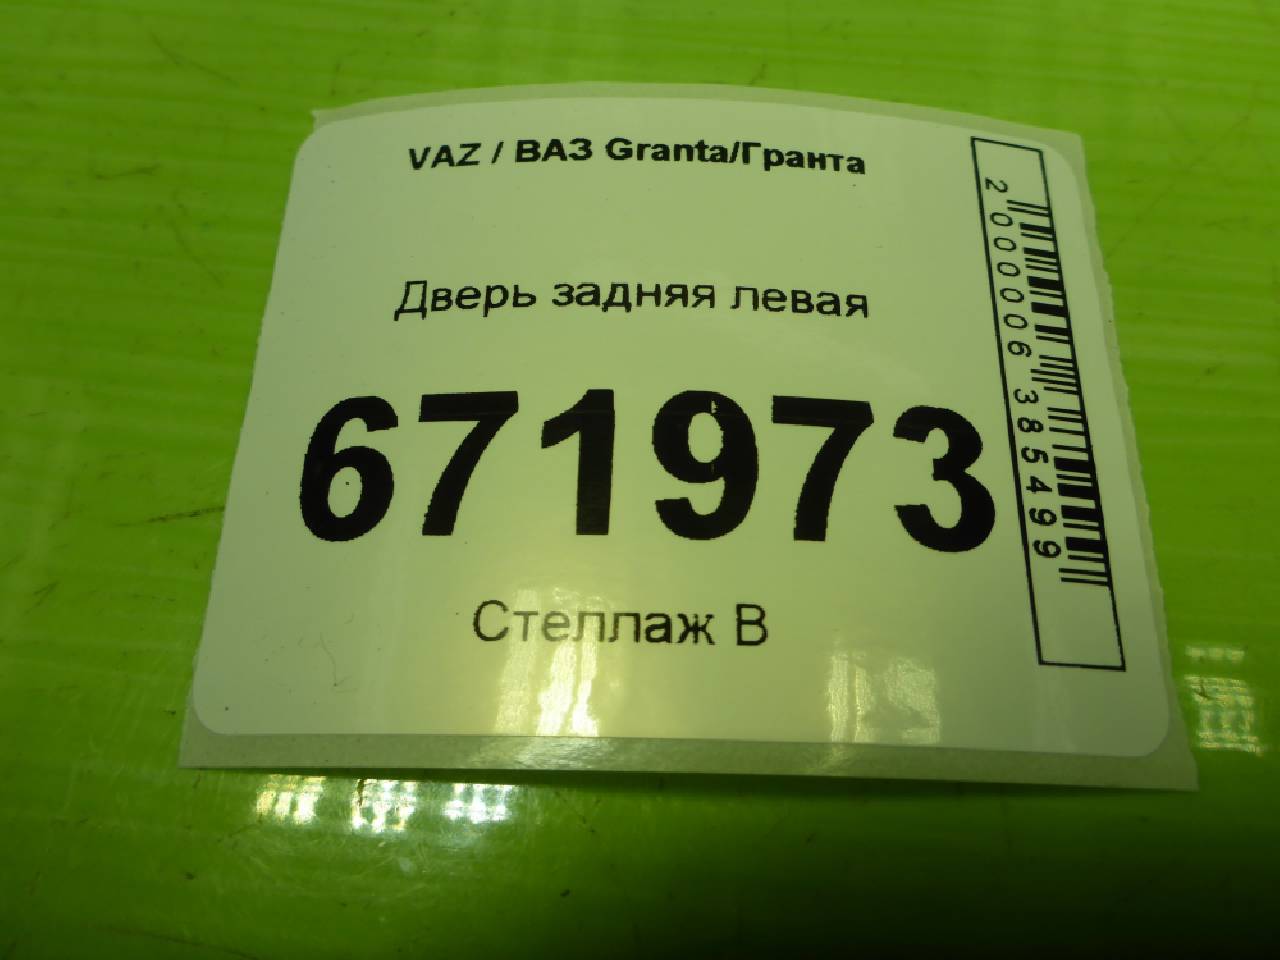 VAZ / ВАЗ Granta/Гранта
Дверь задняя левая
671973
Стеллаж В
2000006385499